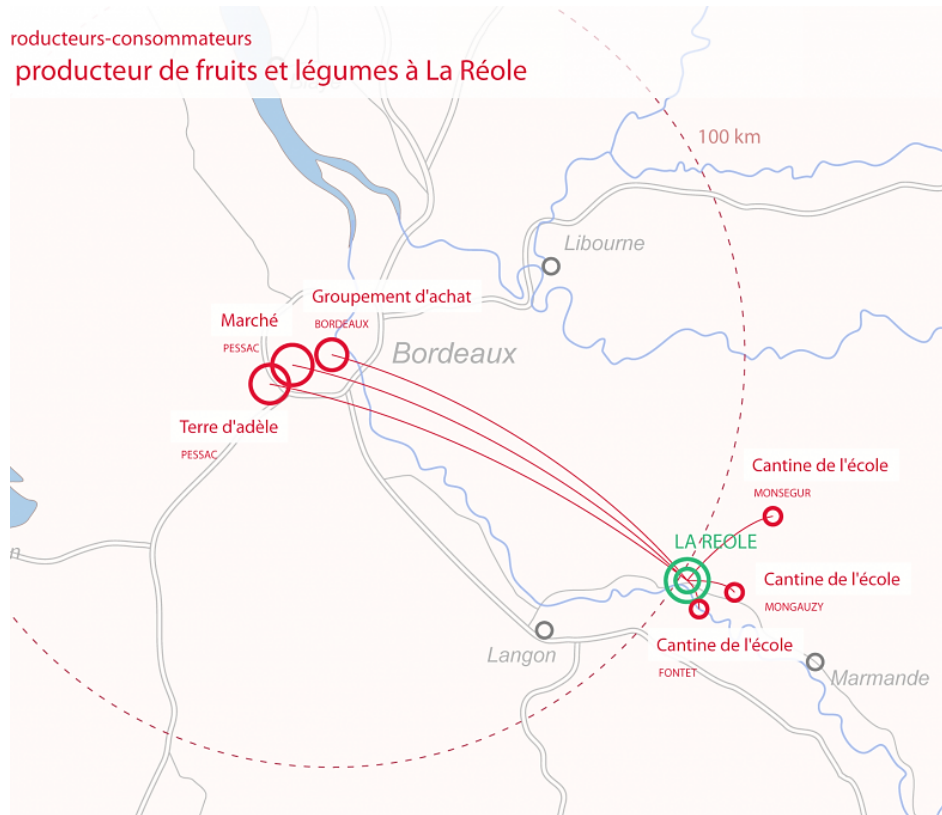 roducteurs-consommateurs
producteur de fruits et légumes à La Réole
100 km
Libourne
Groupement d'achat
BORDEAUX
Marché
PESSAC
Bordeaux
Terre d'adèle
PESSAC
Cantine de l'école
MONSEGUR
LA REOLE
n
Cantine de l'école
MONGAUZY
Cantine de l'école
FONTET
Langon
Marmande